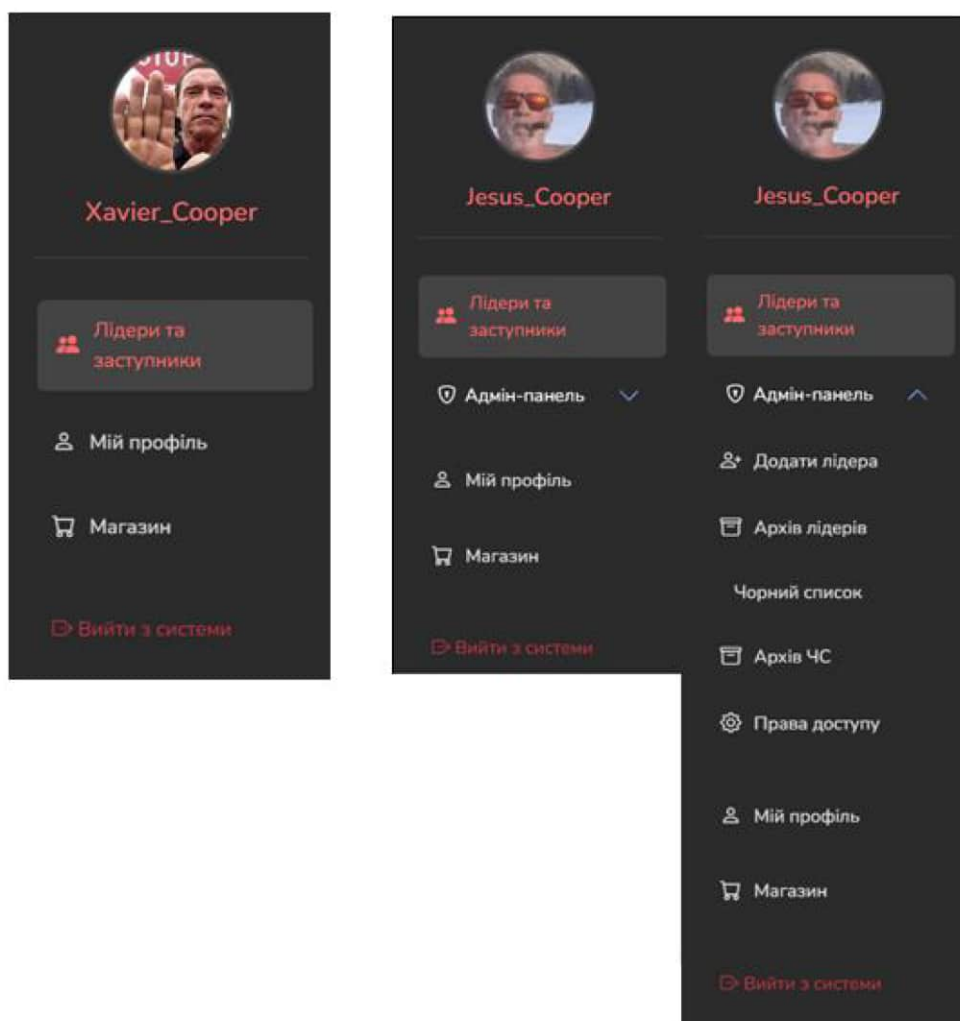 STOP
Xavier_Cooper
Лідери та
заступники
Мій профіль
Магазин
Вийти з системи
Jesus_Cooper
Лідери та
заступники
Адмін-панель
Мій профіль
Магазин
Вийти з системи
Jesus_Cooper
Лідери та
заступники
Адмін-панель
Додати лідера
Архів лідерів
Чорний список
Архів ЧС
Права доступу
Мій профіль
Магазин
Вийти з системи